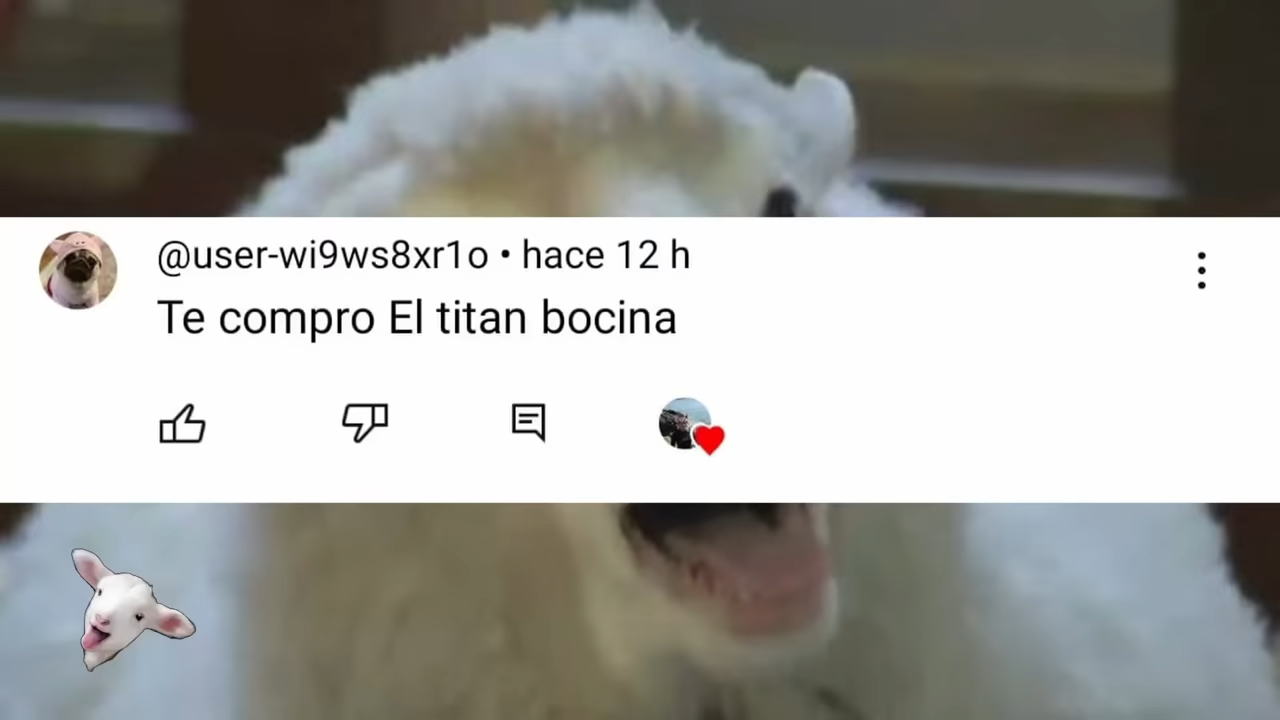 @user-wi9ws8xr1o • hace 12 h
Te compro El titan bocina